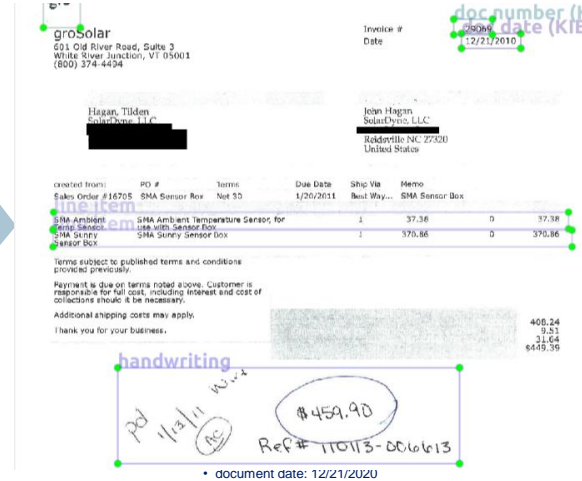 doc number (K
doc date (KIE
groSolar
601 Old River Road, Suite 3
White River Junction, VT 05001
(800) 374-4494
Invoice # 29069
Date 12/21/2010
Hagan, Tilden
SolarDyne, LLC
John Hagan
SolarDyne, LLC
Reidsville NC 27320
United States
created from: PO # Terms Due Date Ship Via Memo
Sales Order #16705 SMA Sensor Box Net 30 1/20/2011 Best Way... SMA Sensor Box
line item
SMA Ambient Temp Sensor SMA Ambient Temperature Sensor, for use with Sensor Box 1 37.38 0 37.38
item
SMA Sunny Sensor Box SMA Sunny Sensor Box 1 370.86 0 370.86
Terms subject to published terms and conditions
provided previously.
Payment is due on terms noted above. Customer is
responsible for full cost, including interest and cost of
collections should it be necessary.
Additional shipping costs may apply.
Thank you for your business.
408.24
9.51
31.64
$449.39
handwriting
pd 1/13/11
AC
$459.90
Ref# 110113-006613
• document date: 12/21/2020